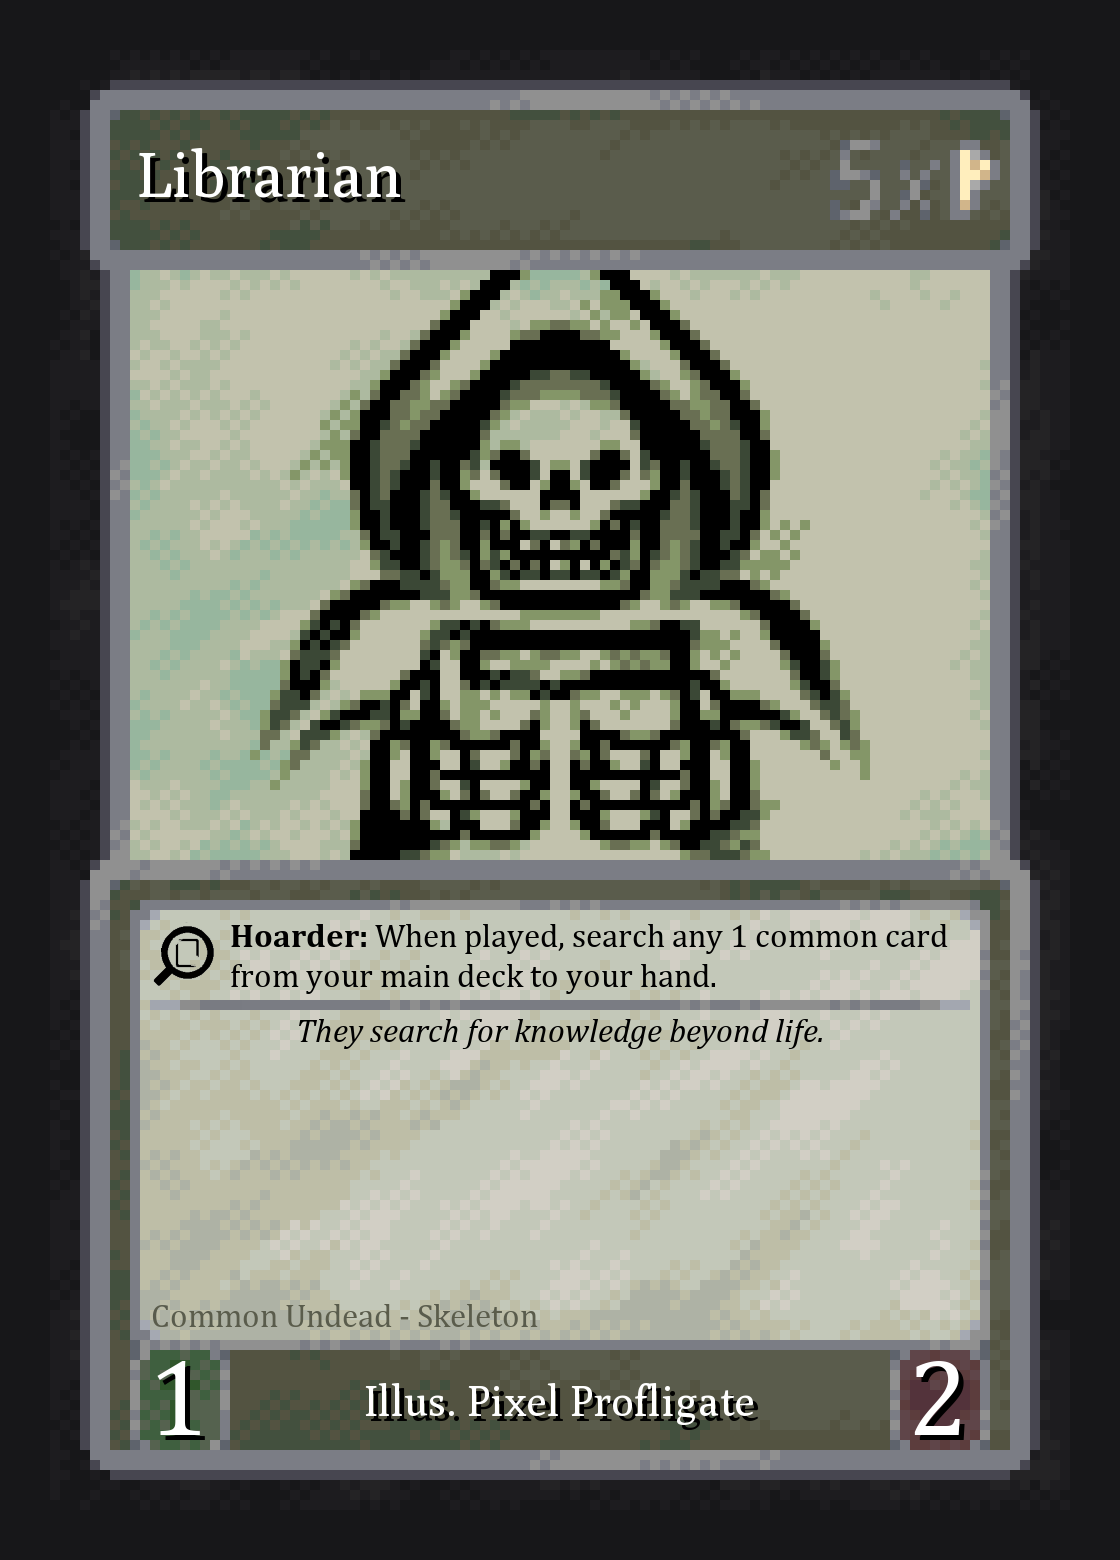 Librarian
5x
Hoarder: When played, search any 1 common card
from your main deck to your hand.
They search for knowledge beyond life.
Common Undead - Skeleton
1
Illus. Pixel Profligate
2